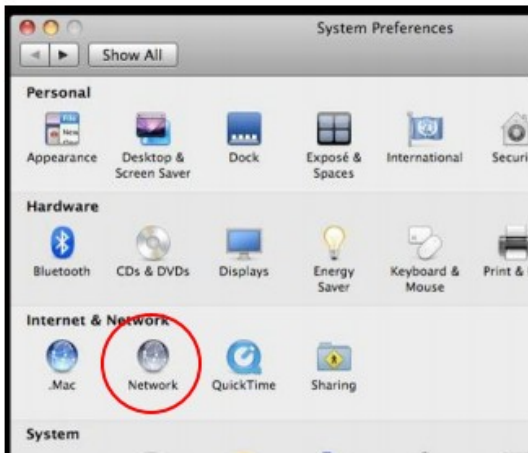 System Preferences
Show All
Personal
Appearance
Desktop &
Screen Saver
Dock
Exposé &
Spaces
International
Hardware
Bluetooth
CDs & DVDs
Displays
Energy
Saver
Keyboard &
Mouse
Print &
Internet & Network
.Mac
Network
QuickTime
Sharing
System